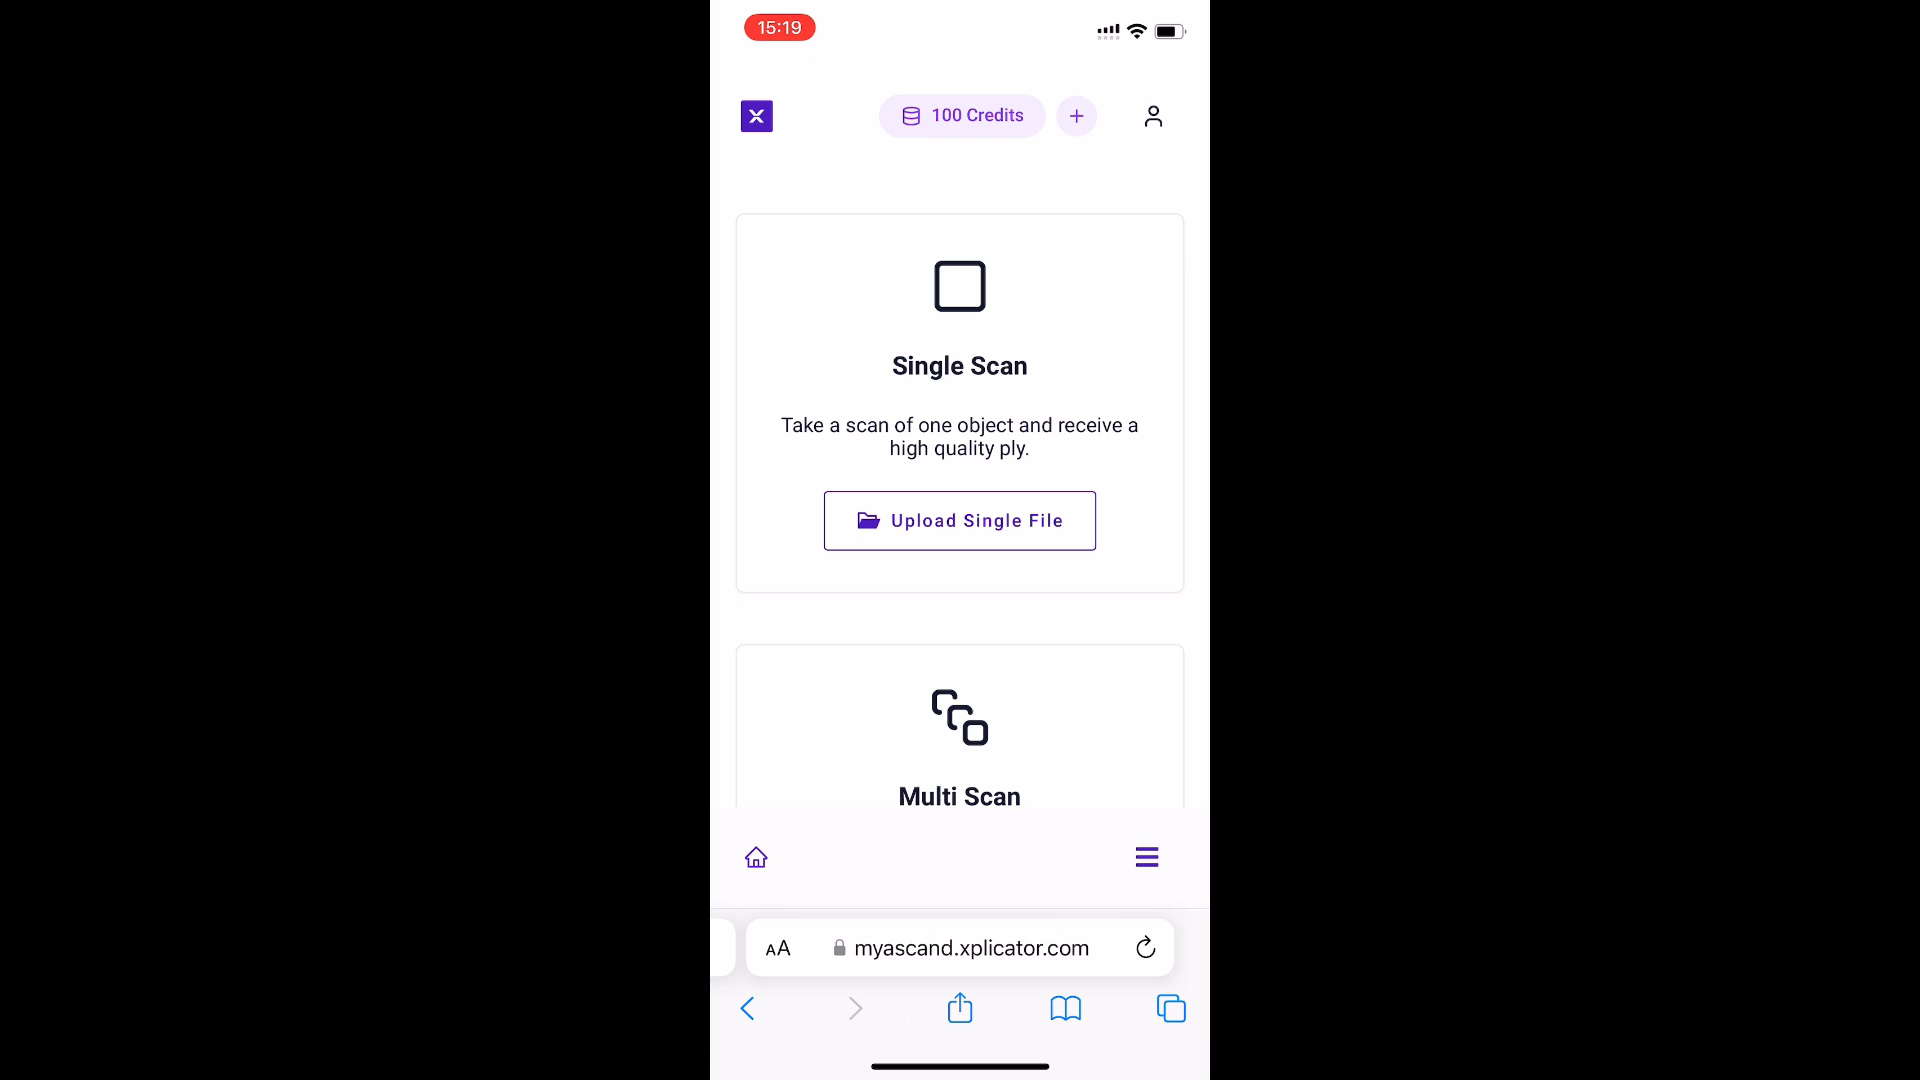 15:19
100 Credits
Single Scan
Take a scan of one object and receive a
high quality ply.
Upload Single File
Multi Scan
AA
myascand.xplicator.com